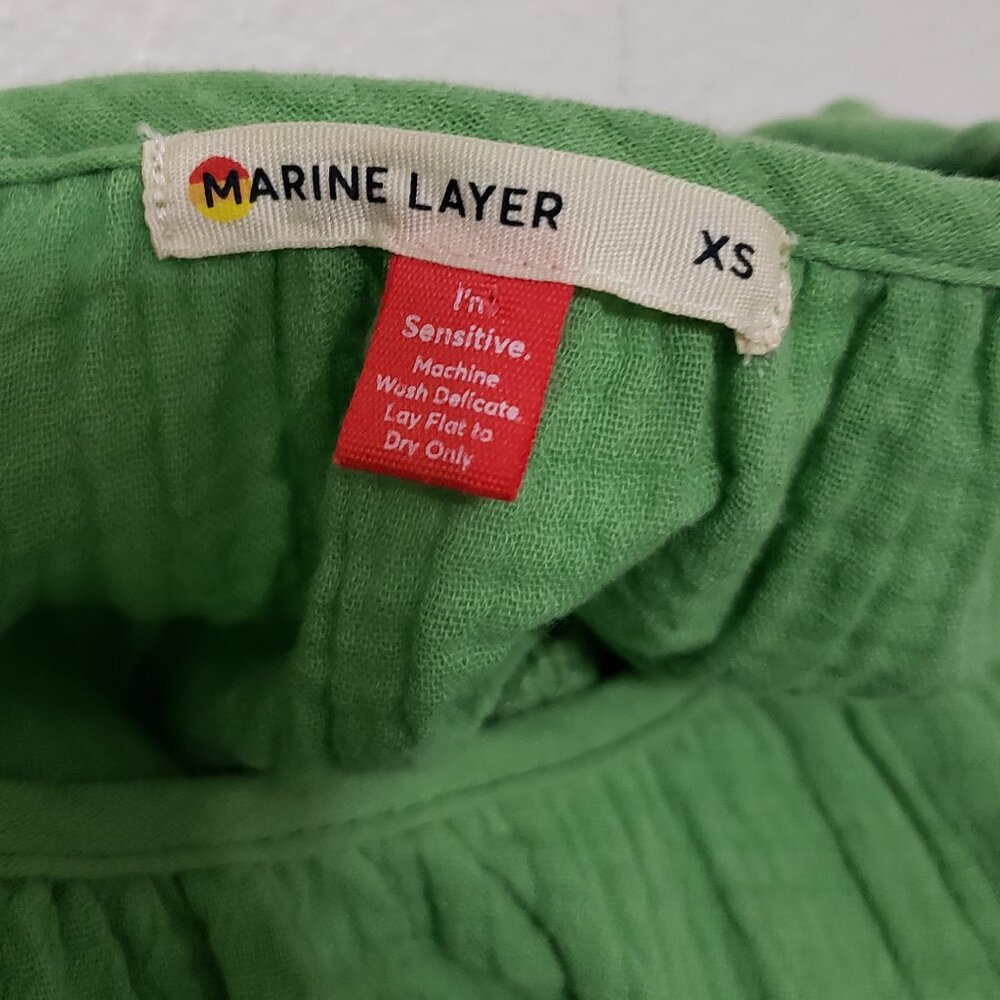 MARINE LAYER
XS
I'm
Sensitive.
Machine
Wash Delicate.
Lay Flat to
Dry Only